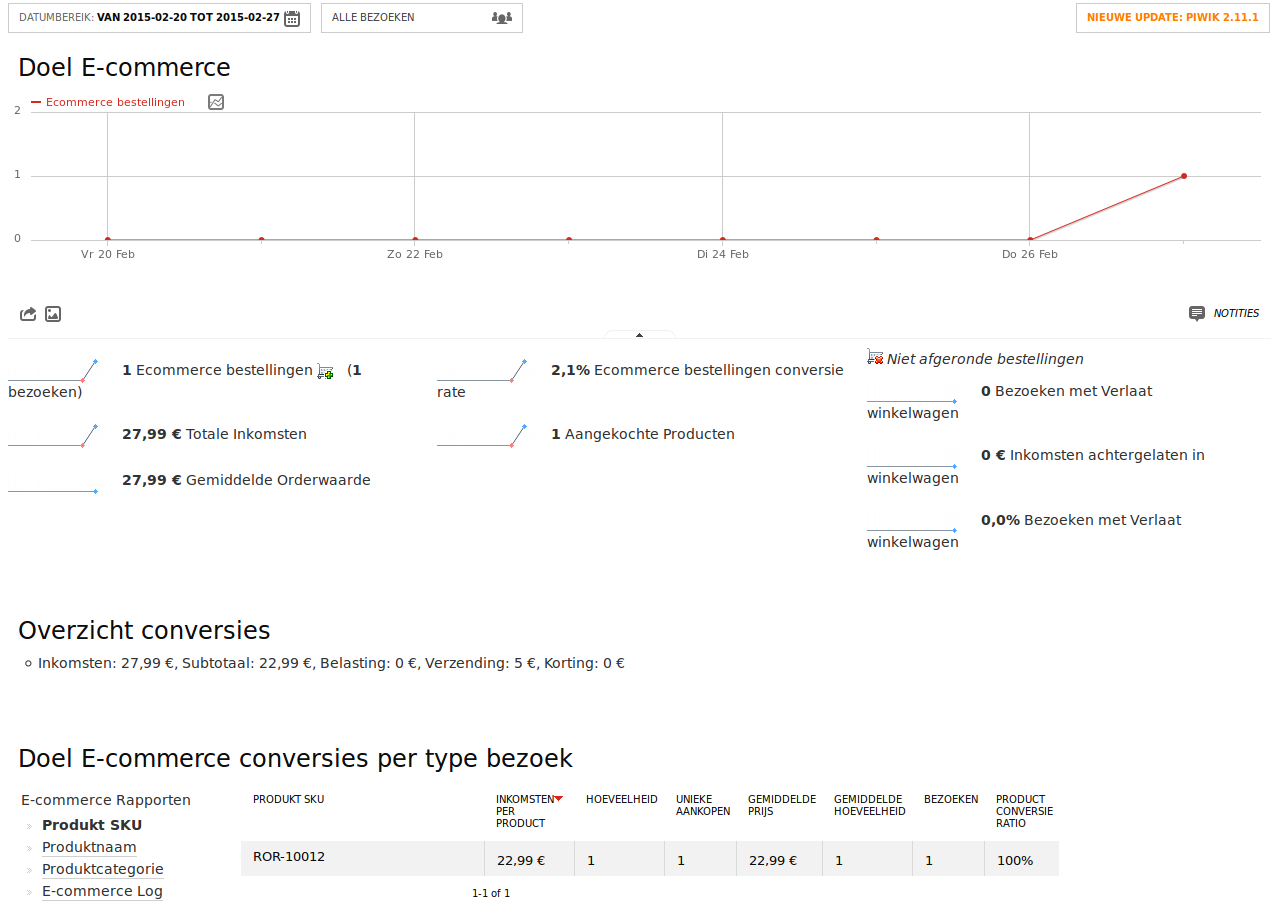 DATUMBEREIK: VAN 2015-02-20 TOT 2015-02-27
ALLE BEZOEKEN
NIEUWE UPDATE: PIWIK 2.11.1
Doel E-commerce
Ecommerce bestellingen
2
1
0
Vr 20 Feb
Zo 22 Feb
Di 24 Feb
Do 26 Feb
NOTITIES
1 Ecommerce bestellingen (1
bezoeken)
27,99 € Totale Inkomsten
27,99 € Gemiddelde Orderwaarde
2,1% Ecommerce bestellingen conversie
rate
1 Aangekochte Producten
Niet afgeronde bestellingen
0 Bezoeken met Verlaat
winkelwagen
0 € Inkomsten achtergelaten in
winkelwagen
0,0% Bezoeken met Verlaat
winkelwagen
Overzicht conversies
Inkomsten: 27,99 €, Subtotaal: 22,99 €, Belasting: 0 €, Verzending: 5 €, Korting: 0 €
Doel E-commerce conversies per type bezoek
E-commerce Rapporten
» Produkt SKU
» Produktnaam
» Productcategorie
» E-commerce Log
PRODUKT SKU
INKOMSTEN
PER
PRODUCT
HOEVEELHEID
UNIEKE
AANKOPEN
GEMIDDELDE
PRIJS
GEMIDDELDE
HOEVEELHEID
BEZOEKEN
PRODUCT
CONVERSIE
RATIO
ROR-10012 22,99 € 1 1 22,99 € 1 1 100%
1-1 of 1